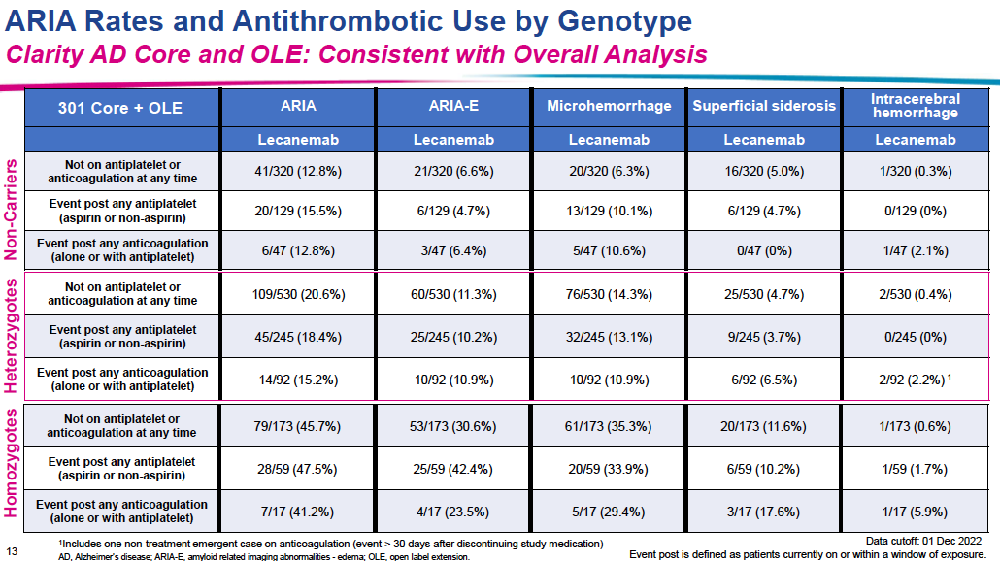 ARIA Rates and Antithrombotic Use by Genotype
Clarity AD Core and OLE: Consistent with Overall Analysis
301 Core + OLE ARIA ARIA-E Microhemorrhage Superficial siderosis Intracerebral
hemorrhage
Lecanemab Lecanemab Lecanemab Lecanemab Lecanemab
Non-Carriers
Not on antiplatelet or
anticoagulation at any time 41/320 (12.8%) 21/320 (6.6%) 20/320 (6.3%) 16/320 (5.0%) 1/320 (0.3%)
Event post any antiplatelet
(aspirin or non-aspirin) 20/129 (15.5%) 6/129 (4.7%) 13/129 (10.1%) 6/129 (4.7%) 0/129 (0%)
Event post any anticoagulation
(alone or with antiplatelet) 6/47 (12.8%) 3/47 (6.4%) 5/47 (10.6%) 0/47 (0%) 1/47 (2.1%)
Heterozygotes
Not on antiplatelet or
anticoagulation at any time 109/530 (20.6%) 60/530 (11.3%) 76/530 (14.3%) 25/530 (4.7%) 2/530 (0.4%)
Event post any antiplatelet
(aspirin or non-aspirin) 45/245 (18.4%) 25/245 (10.2%) 32/245 (13.1%) 9/245 (3.7%) 0/245 (0%)
Event post any anticoagulation
(alone or with antiplatelet) 14/92 (15.2%) 10/92 (10.9%) 10/92 (10.9%) 6/92 (6.5%) 2/92 (2.2%) 1
Homozygotes
Not on antiplatelet or
anticoagulation at any time 79/173 (45.7%) 53/173 (30.6%) 61/173 (35.3%) 20/173 (11.6%) 1/173 (0.6%)
Event post any antiplatelet
(aspirin or non-aspirin) 28/59 (47.5%) 25/59 (42.4%) 20/59 (33.9%) 6/59 (10.2%) 1/59 (1.7%)
Event post any anticoagulation
(alone or with antiplatelet) 7/17 (41.2%) 4/17 (23.5%) 5/17 (29.4%) 3/17 (17.6%) 1/17 (5.9%)
1Includes one non-treatment emergent case on anticoagulation (event > 30 days after discontinuing study medication)
AD, Alzheimer's disease; ARIA-E, amyloid related imaging abnormalities - edema; OLE, open label extension.
Data cutoff: 01 Dec 2022
Event post is defined as patients currently on or within a window of exposure.
13